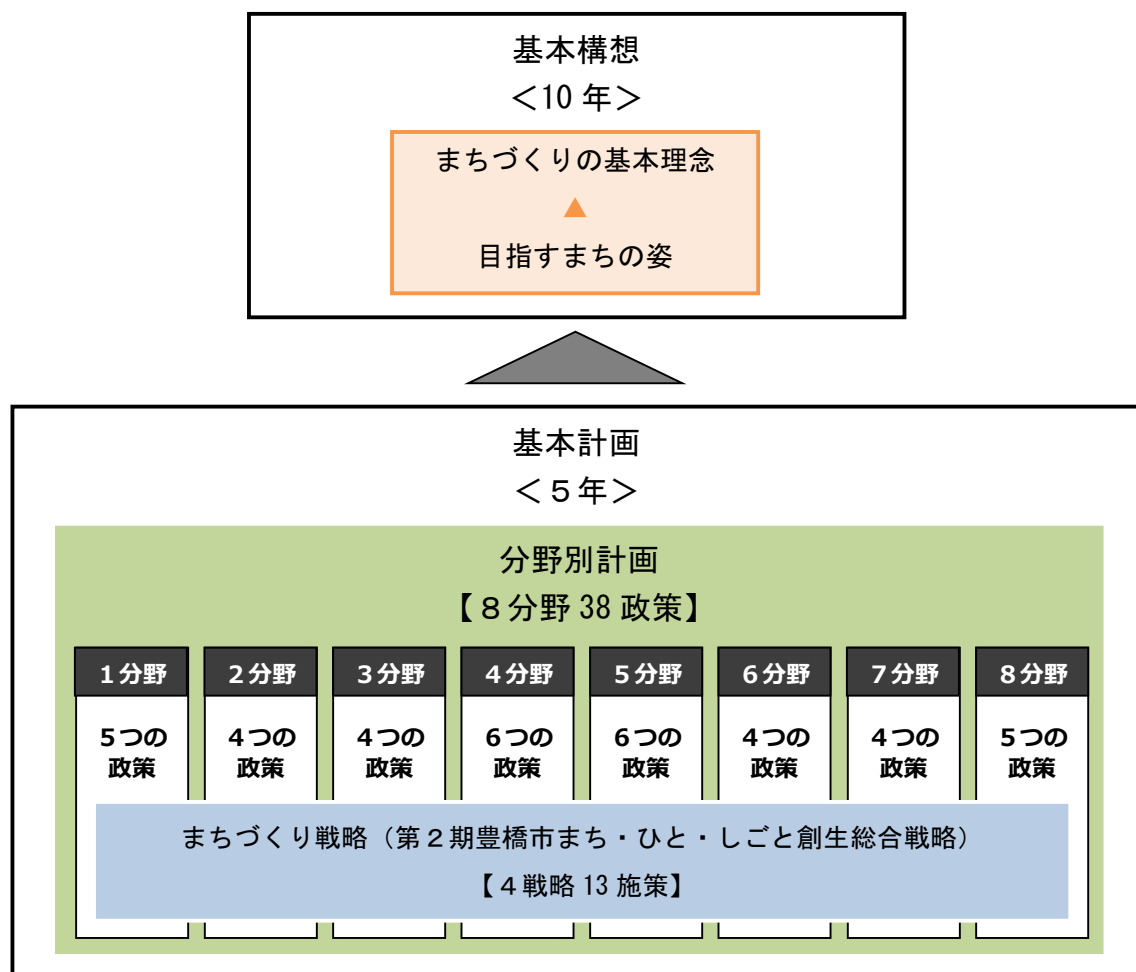 基本構想
＜10 年＞
まちづくりの基本理念
▲
目指すまちの姿
基本計画
＜５年＞
分野別計画
【８分野 38 政策】
１分野 ２分野 ３分野 ４分野 ５分野 ６分野 ７分野 ８分野
５つの ４つの ４つの ６つの ６つの ４つの ４つの ５つの
政策 政策 政策 政策 政策 政策 政策 政策
まちづくり戦略（第２期豊橋市まち・ひと・しごと創生総合戦略）
【４戦略 13 施策】